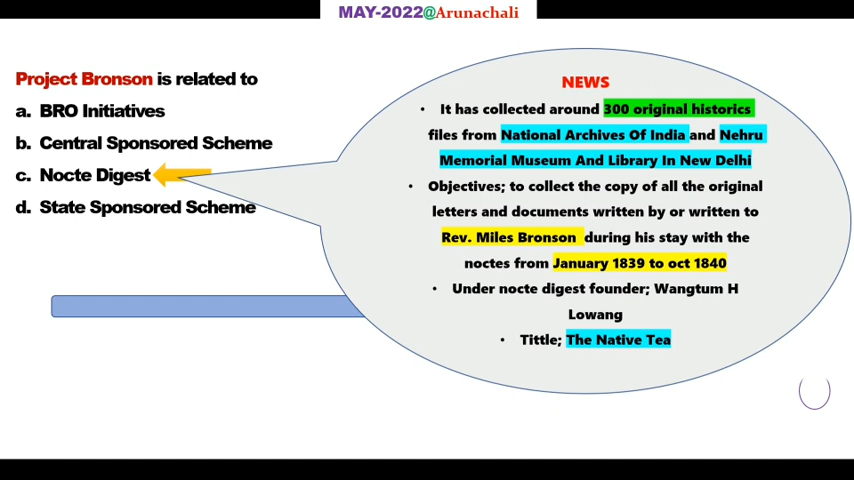 MAY-2022@Arunachali
Project Bronson is related to
a. BRO Initiatives
b. Central Sponsored Scheme
c. Nocte Digest
d. State Sponsored Scheme
NEWS
• It has collected around 300 original historics
files from National Archives Of India and Nehru
Memorial Museum And Library In New Delhi
• Objectives; to collect the copy of all the original
letters and documents written by or written to
Rev. Miles Bronson during his stay with the
noctes from January 1839 to oct 1840
• Under nocte digest founder; Wangtum H
Lowang
• Tittle; The Native Tea